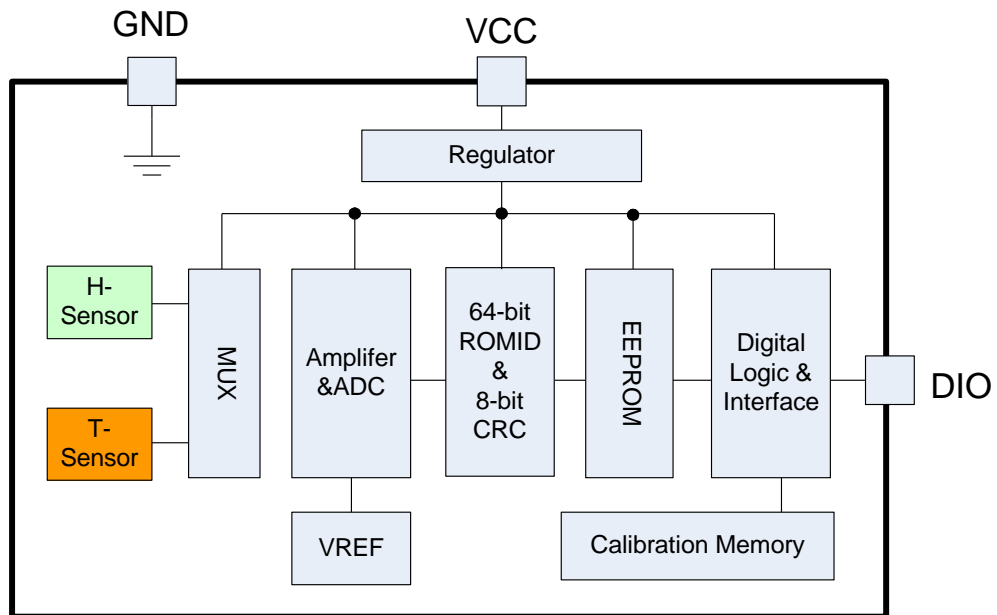 GND
VCC
Regulator
H-
Sensor
T-
Sensor
MUX
Amplifer
&ADC
64-bit
ROMID
&
8-bit
CRC
EEPROM
Digital
Logic &
Interface
DIO
VREF
Calibration Memory